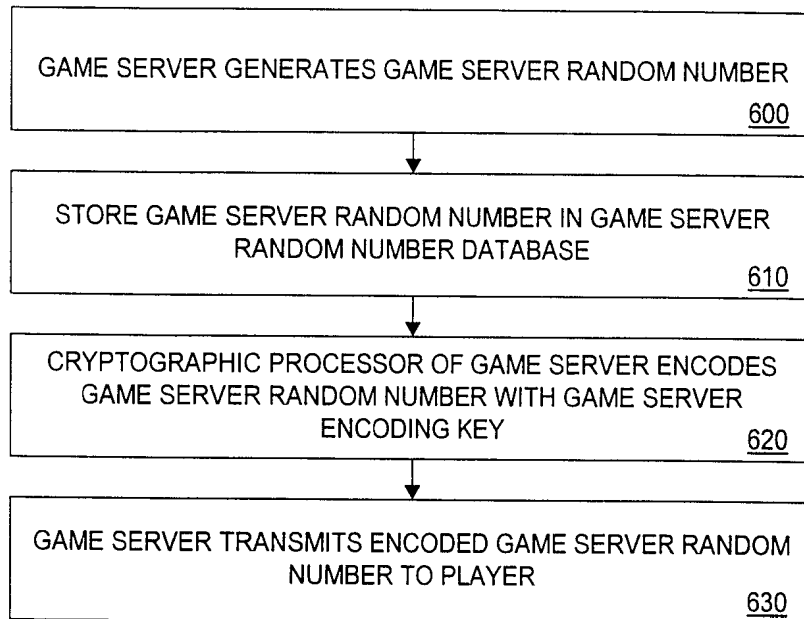 GAME SERVER GENERATES GAME SERVER RANDOM NUMBER
600
STORE GAME SERVER RANDOM NUMBER IN GAME SERVER
RANDOM NUMBER DATABASE
610
CRYPTOGRAPHIC PROCESSOR OF GAME SERVER ENCODES
GAME SERVER RANDOM NUMBER WITH GAME SERVER
ENCODING KEY
620
GAME SERVER TRANSMITS ENCODED GAME SERVER RANDOM
NUMBER TO PLAYER
630